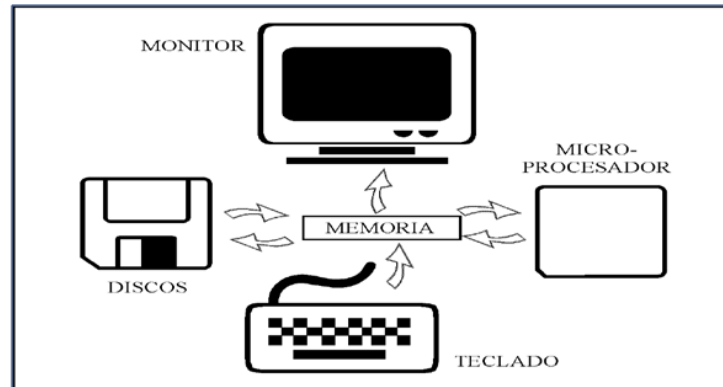 MONITOR
MICRO-
PROCESADOR
MEMORIA
DISCOS
TECLADO